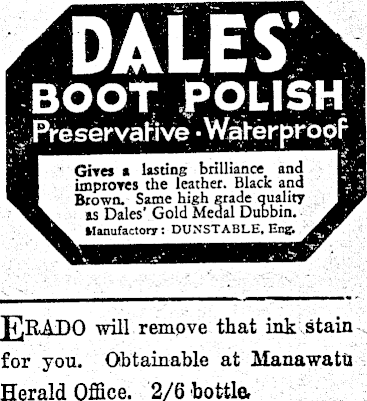 DALES'
BOOT POLISH
Preservative · Waterproof
Gives a lasting brilliance and
improves the leather. Black and
Brown. Same high grade quality
as Dales' Gold Medal Dubbin.
Manufactory: DUNSTABLE, Eng.
ERADO will remove that ink stain
for you. Obtainable at Manawatu
Herald Office. 2/6 bottle.